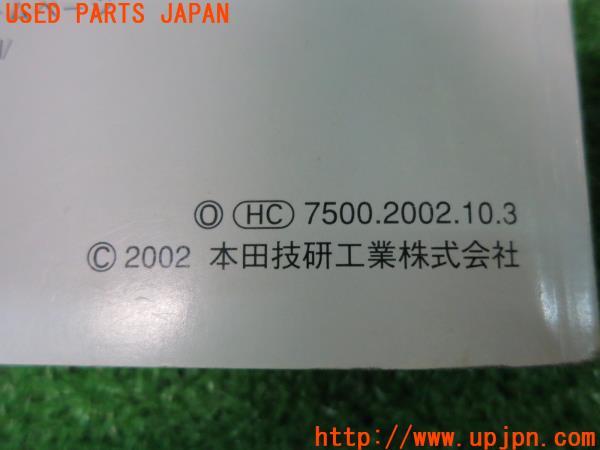 USED PARTS JAPAN
Ⓞ HC 7500.2002.10.3
© 2002 本田技研工業株式会社
http://www.upjpn.com/